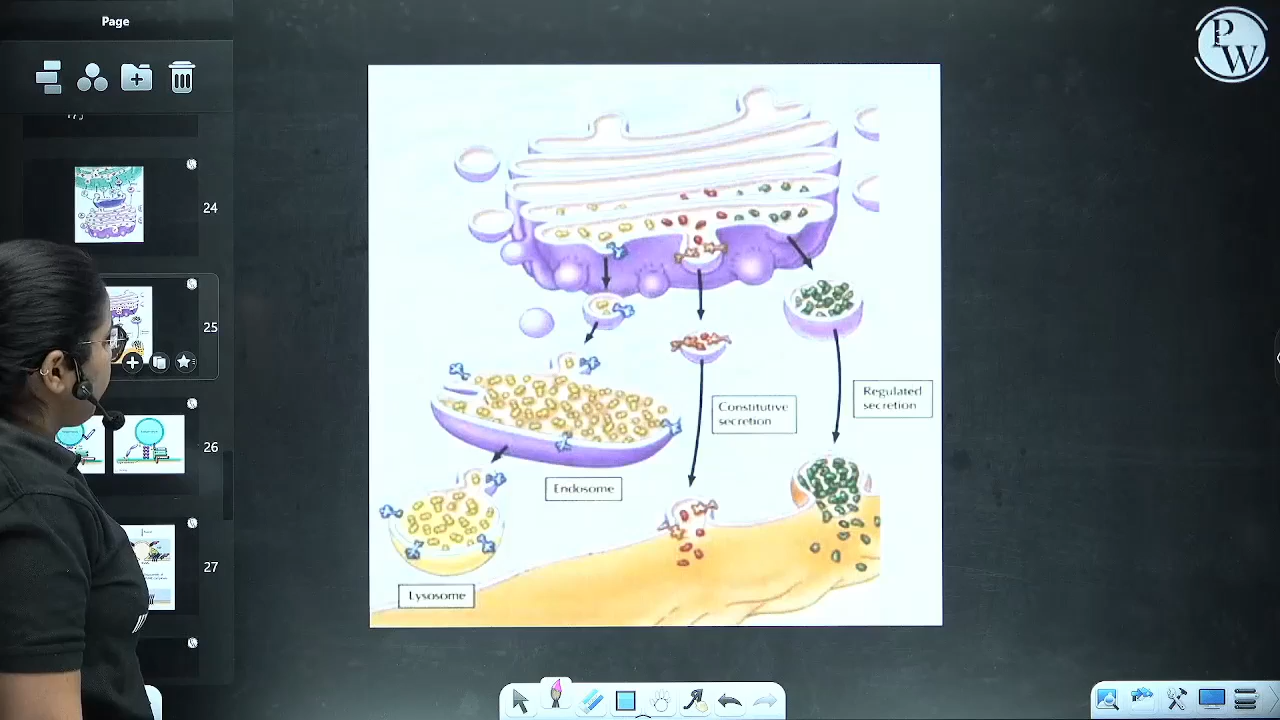 Page
P
W
24
25
26
27
Constitutive
secretion
Regulated
secretion
Endosome
Lysosome